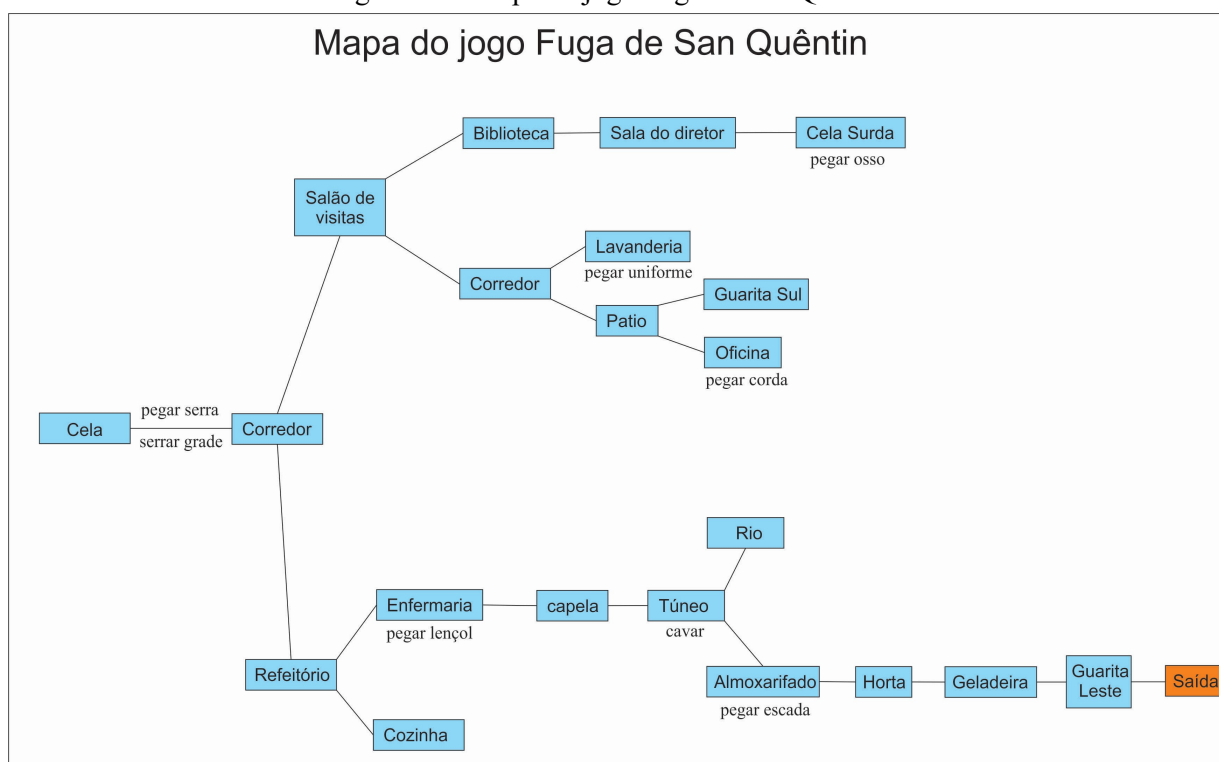 Mapa do jogo Fuga de San Quêntin
Biblioteca
Sala do diretor
Cela Surda
pegar osso
Salão de
visitas
Lavanderia
pegar uniforme
Corredor
Guarita Sul
Patio
Oficina
pegar corda
pegar serra
Cela
Corredor
serrar grade
Rio
Enfermaria
capela
Túneo
pegar lençol
cavar
Refeitório
Almoxarifado
Horta
Geladeira
Guarita
Leste
Saída
pegar escada
Cozinha